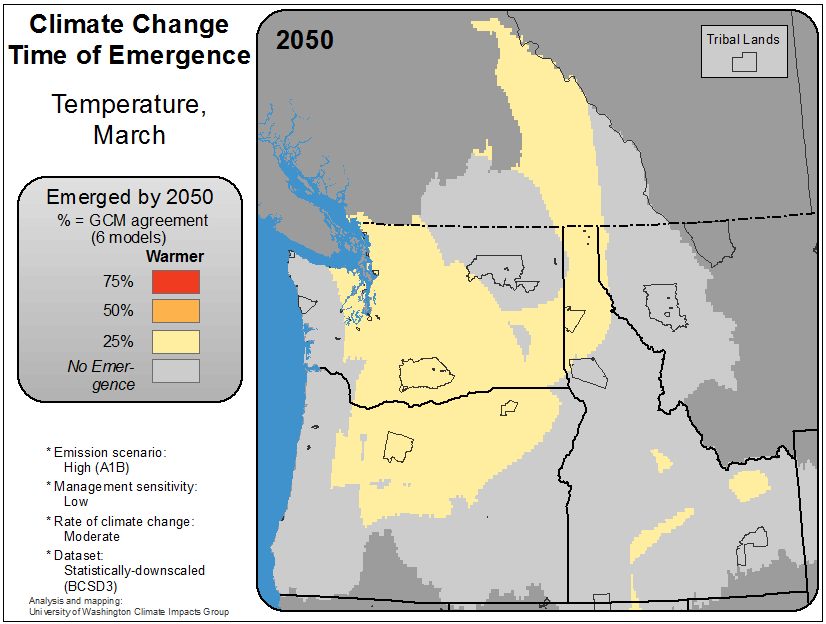 Climate Change
Time of Emergence
Temperature,
March
Emerged by 2050
% = GCM agreement
(6 models)
Warmer
75%
50%
25%
No Emer-
gence
* Emission scenario:
High (A1B)
* Management sensitivity:
Low
* Rate of climate change:
Moderate
* Dataset:
Statistically-downscaled
(BCSD3)
Analysis and mapping:
University of Washington Climate Impacts Group
2050
Tribal Lands